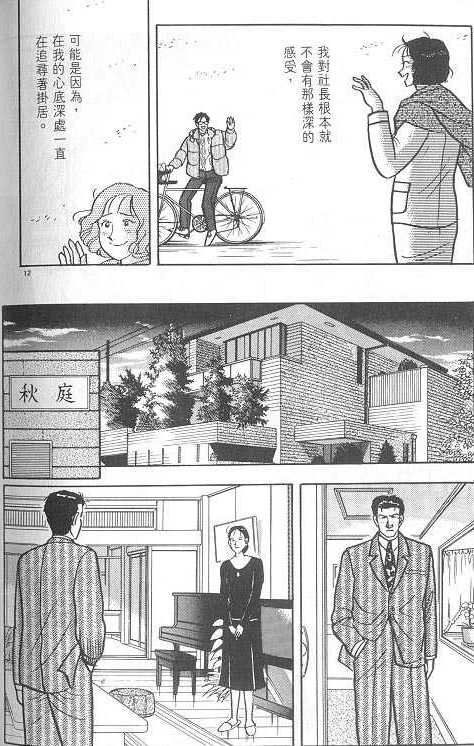 我對社長根本就
不會有那樣深的
感受，
可能是因為，
在我的心底深處一直
在追尋著掛居。
12
秋庭